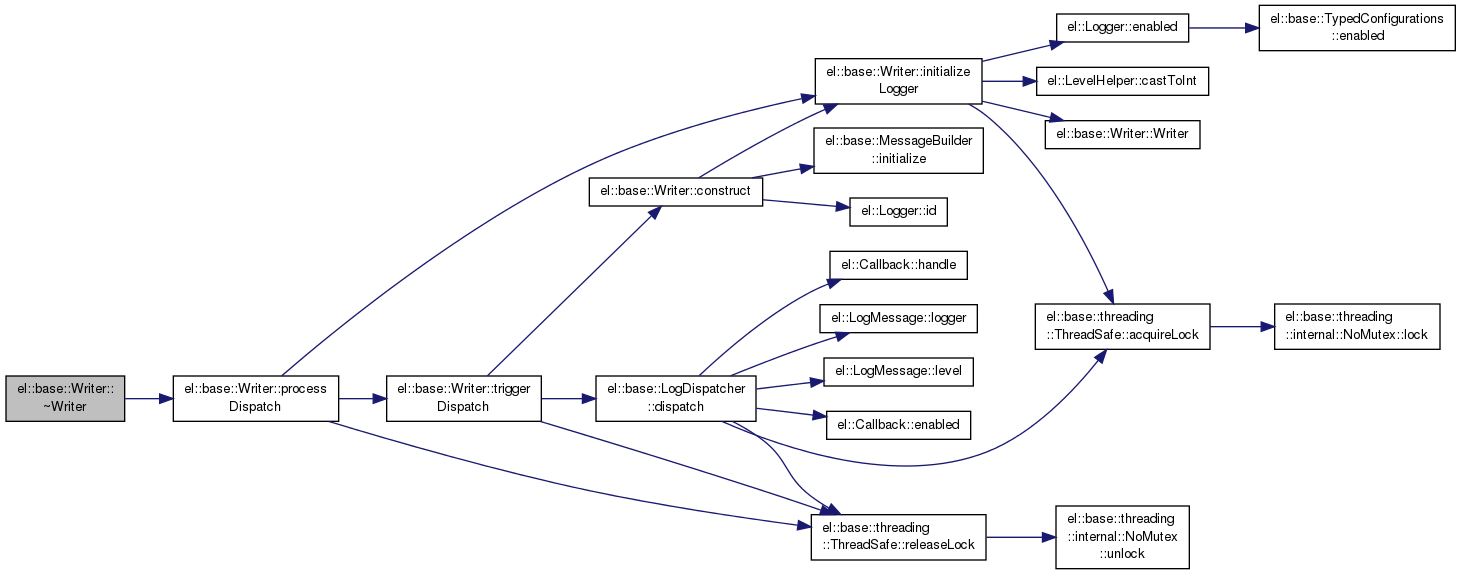 el::Logger::enabled
el::base::TypedConfigurations
::enabled
el::base::Writer::initialize
Logger
el::LevelHelper::castToInt
el::base::Writer::Writer
el::base::MessageBuilder
::initialize
el::base::Writer::construct
el::Logger::id
el::Callback::handle
el::LogMessage::logger
el::base::threading
::ThreadSafe::acquireLock
el::base::threading
::internal::NoMutex::lock
el::LogMessage::level
el::base::Writer::
~Writer
el::base::Writer::process
Dispatch
el::base::Writer::trigger
Dispatch
el::base::LogDispatcher
::dispatch
el::Callback::enabled
el::base::threading
::ThreadSafe::releaseLock
el::base::threading
::internal::NoMutex
::unlock